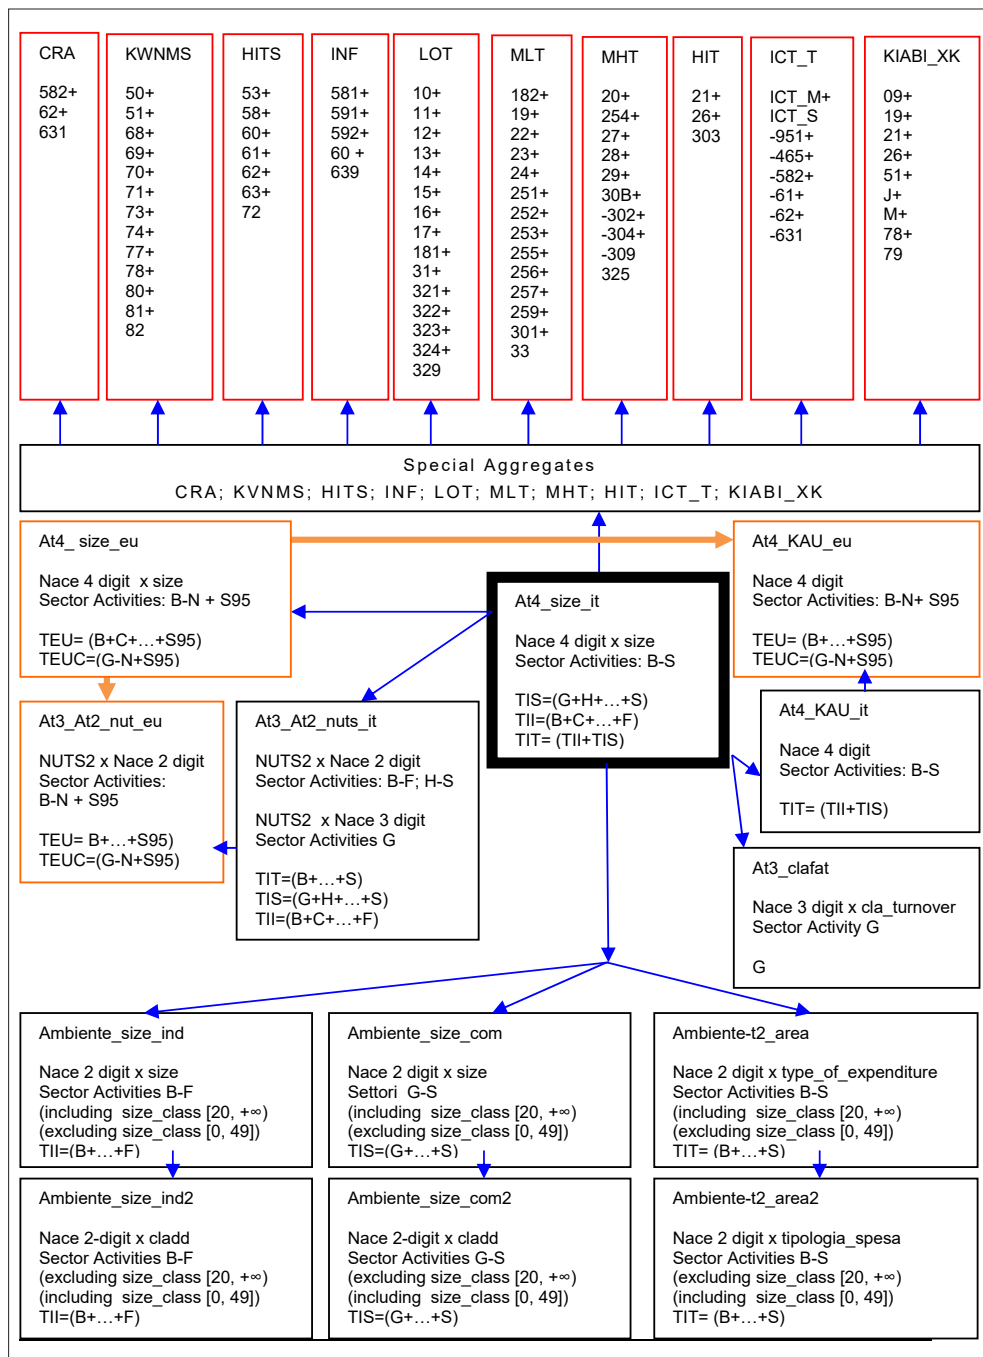 CRA
582+
62+
631
KWNMS
50+
51+
68+
69+
70+
71+
73+
74+
77+
78+
80+
81+
82
HITS
53+
58+
60+
61+
62+
63+
72
INF
581+
591+
592+
60 +
639
LOT
10+
11+
12+
13+
14+
15+
16+
17+
181+
31+
321+
322+
323+
324+
329
MLT
182+
19+
22+
23+
24+
251+
252+
253+
255+
256+
257+
259+
301+
33
MHT
20+
254+
27+
28+
29+
30B+
-302+
-304+
-309
325
HIT
21+
26+
303
ICT_T
ICT_M+
ICT_S
-951+
-465+
-582+
-61+
-62+
-631
KIABI_XK
09+
19+
21+
26+
51+
J+
M+
78+
79
Special Aggregates
CRA; KVNMS; HITS; INF; LOT; MLT; MHT; HIT; ICT_T; KIABI_XK
At4_ size_eu
Nace 4 digit x size
Sector Activities: B-N + S95
TEU= (B+C+…+S95)
TEUC=(G-N+S95)
At4_size_it
Nace 4 digit x size
Sector Activities: B-S
TIS=(G+H+…+S)
TII=(B+C+…+F)
TIT= (TII+TIS)
At4_KAU_eu
Nace 4 digit
Sector Activities: B-N+ S95
TEU= (B+…+S95)
TEUC=(G-N+S95)
At3_At2_nut_eu
NUTS2 x Nace 2 digit
Sector Activities:
B-N + S95
TEU= B+…+S95)
TEUC=(G-N+S95)
At3_At2_nuts_it
NUTS2 x Nace 2 digit
Sector Activities: B-F; H-S
NUTS2 x Nace 3 digit
Sector Activities G
TIT=(B+…+S)
TIS=(G+H+…+S)
TII=(B+C+…+F)
At4_KAU_it
Nace 4 digit
Sector Activities: B-S
TIT= (TII+TIS)
At3_clafat
Nace 3 digit x cla_turnover
Sector Activity G
G
Ambiente_size_ind
Nace 2 digit x size
Sector Activities B-F
(including size_class [20, +∞)
(excluding size_class [0, 49])
TII=(B+…+F)
Ambiente_size_com
Nace 2 digit x size
Settori G-S
(including size_class [20, +∞)
(excluding size_class [0, 49])
TIS=(G+…+S)
Ambiente-t2_area
Nace 2 digit x type_of_expenditure
Sector Activities B-S
(including size_class [20, +∞)
(excluding size_class [0, 49])
TIT= (B+…+S)
Ambiente_size_ind2
Nace 2-digit x cladd
Sector Activities B-F
(excluding size_class [20, +∞)
(including size_class [0, 49])
TII=(B+…+F)
Ambiente_size_com2
Nace 2-digit x cladd
Sector Activities G-S
(excluding size_class [20, +∞)
(including size_class [0, 49])
TIS=(G+…+S)
Ambiente-t2_area2
Nace 2 digit x tipologia_spesa
Sector Activities B-S
(excluding size_class [20, +∞)
(including size_class [0, 49])
TIT= (B+…+S)